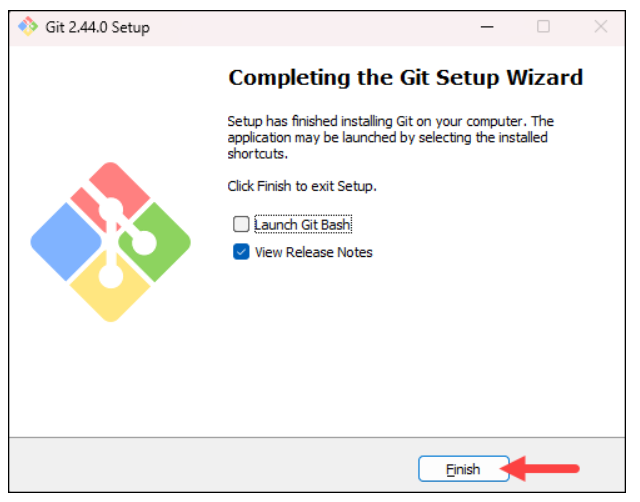 Git 2.44.0 Setup
Completing the Git Setup Wizard
Setup has finished installing Git on your computer. The
application may be launched by selecting the installed
shortcuts.
Click Finish to exit Setup.
Launch Git Bash
View Release Notes
Finish